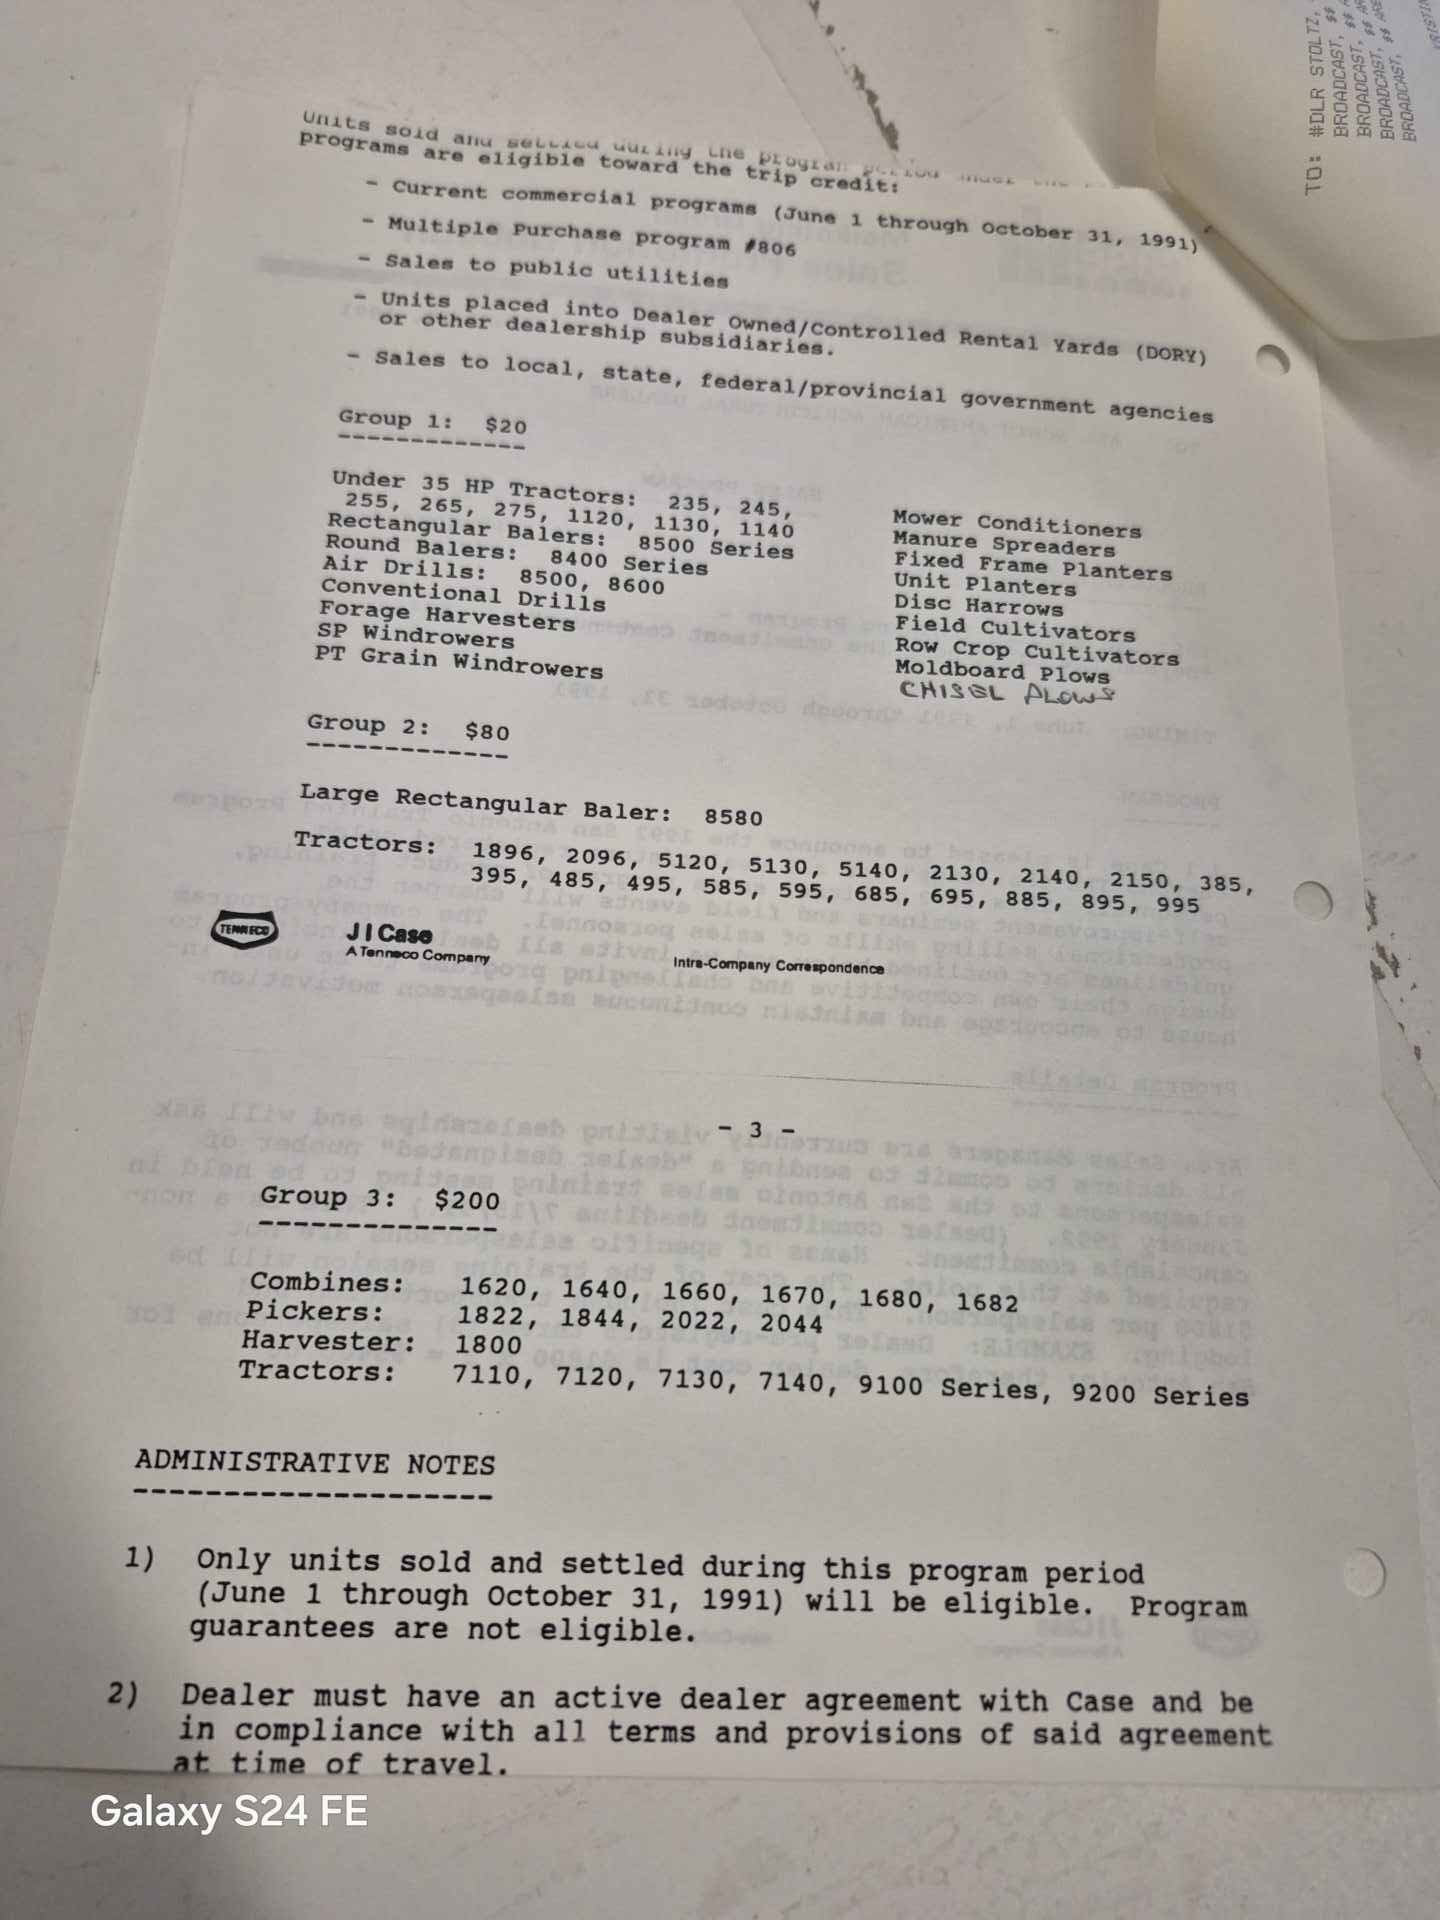 Units sold and settled during the program period under the
programs are eligible toward the trip credit:
- Current commercial programs (June 1 through October 31, 1991)
- Multiple Purchase program #806
- Sales to public utilities
- Units placed into Dealer Owned/Controlled Rental Yards (DORY)
or other dealership subsidiaries.
- Sales to local, state, federal/provincial government agencies
Group 1: $20
Under 35 HP Tractors: 235, 245,
255, 265, 275, 1120, 1130, 1140
Rectangular Balers: 8500 Series
Round Balers: 8400 Series
Air Drills: 8500, 8600
Conventional Drills
Forage Harvesters
SP Windrowers
PT Grain Windrowers
Mower Conditioners
Manure Spreaders
Fixed Frame Planters
Unit Planters
Disc Harrows
Field Cultivators
Row Crop Cultivators
Moldboard Plows
CHISEL PLOWS
Group 2: $80
Large Rectangular Baler: 8580
Tractors: 1896, 2096, 5120, 5130, 5140, 2130, 2140, 2150, 385,
395, 485, 495, 585, 595, 685, 695, 885, 895, 995
TENNECO
J I Case
A Tenneco Company
Intra-Company Correspondence
- 3 -
Group 3: $200
Combines: 1620, 1640, 1660, 1670, 1680, 1682
Pickers: 1822, 1844, 2022, 2044
Harvester: 1800
Tractors: 7110, 7120, 7130, 7140, 9100 Series, 9200 Series
ADMINISTRATIVE NOTES
1) Only units sold and settled during this program period
(June 1 through October 31, 1991) will be eligible. Program
guarantees are not eligible.
2) Dealer must have an active dealer agreement with Case and be
in compliance with all terms and provisions of said agreement
at time of travel.
TO: #DLR STOLTZ,
BROADCAST, $$
BROADCAST, $$
BROADCAST, $$
BROADCAST,
Galaxy S24 FE